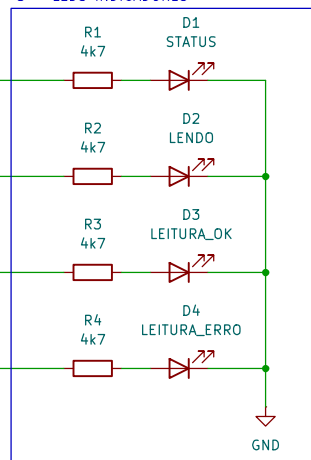 R1
4k7
D1
STATUS
R2
4k7
D2
LENDO
R3
4k7
D3
LEITURA_OK
R4
4k7
D4
LEITURA_ERRO
GND